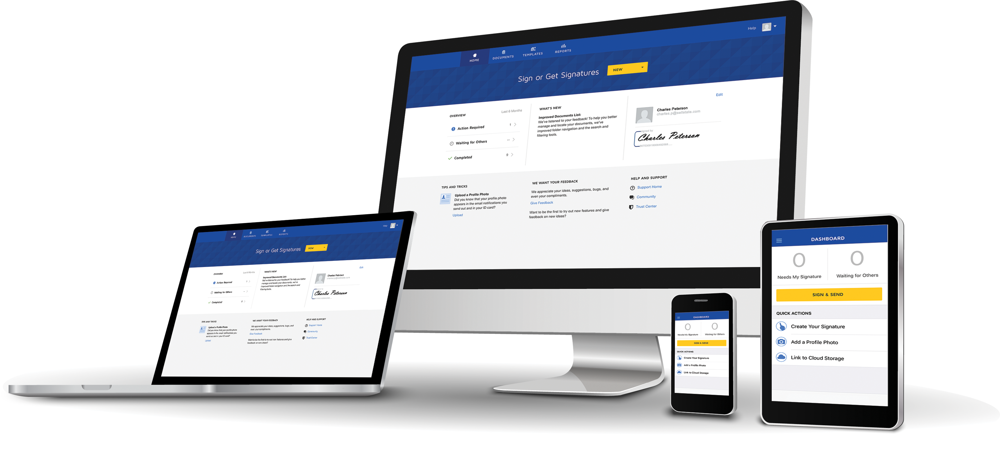 Help
HOME
DOCUMENTS
TEMPLATES
REPORTS
Sign or Get Signatures
NEW
OVERVIEW
Last 6 Months
Action Required
1
Waiting for Others
--
Completed
9
WHAT'S NEW
Improved Documents List:
We've listened to your feedback! To help you better
manage and locate your documents, we've
improved folder navigation and the search and
filtering tools.
Edit
Charles Peterson
charles.p@sellstate.com
signed by
Charles Peterson
TIPS AND TRICKS
Upload a Profile Photo
Did you know that your profile photo
appears in the email notifications you
send out and in your ID card?
Upload
WE WANT YOUR FEEDBACK
We appreciate your ideas, suggestions, bugs, and
even your compliments.
Give Feedback
Want to be the first to try out new features and give
feedback on new ideas?
HELP AND SUPPORT
Support Home
Community
Trust Center
Help
HOME
DOCUMENTS
TEMPLATES
REPORTS
Sign or Get Signatures
NEW
OVERVIEW
Last 6 Months
Action Required
1
Waiting for Others
--
Completed
9
WHAT'S NEW
Improved Documents List:
We've listened to your feedback! To help you better
manage and locate your documents, we've
improved folder navigation and the search and
filtering tools.
Edit
Charles Peterson
charles.p@sellstate.com
signed by
Charles Peterson
TIPS AND TRICKS
Upload a Profile Photo
Did you know that your profile photo
appears in the email notifications you
send out and in your ID card?
Upload
WE WANT YOUR FEEDBACK
We appreciate your ideas, suggestions, bugs, and
even your compliments.
Give Feedback
Want to be the first to try out new features and give
feedback on new ideas?
HELP AND SUPPORT
Support Home
Community
Trust Center
DASHBOARD
0
0
Needs My Signature
Waiting for Others
SIGN & SEND
QUICK ACTIONS
Create Your Signature
Add a Profile Photo
Link to Cloud Storage
DASHBOARD
0
0
Needs My Signature
Waiting for Others
SIGN & SEND
QUICK ACTIONS
Create Your Signature
Add a Profile Photo
Link to Cloud Storage